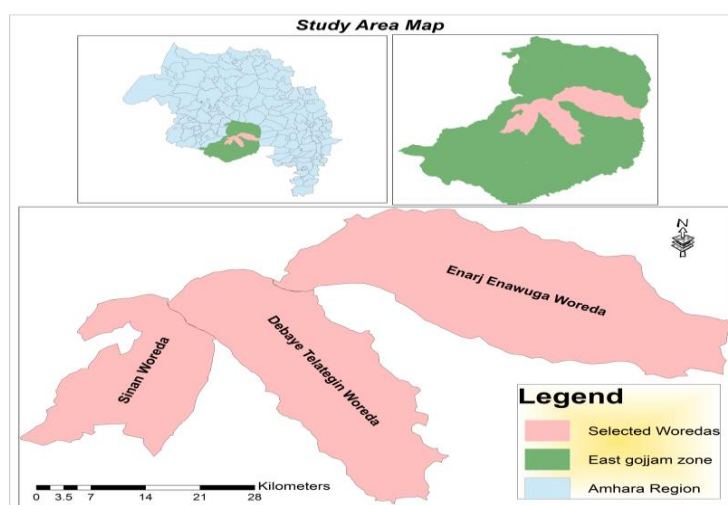 Study Area Map
N
Enarj Enawuga Woreda
Debaye Telategin Woreda
Sinan Woreda
Legend
Selected Woredas
East gojjam zone
Amhara Region
Kilometers
0 3.5 7 14 21 28